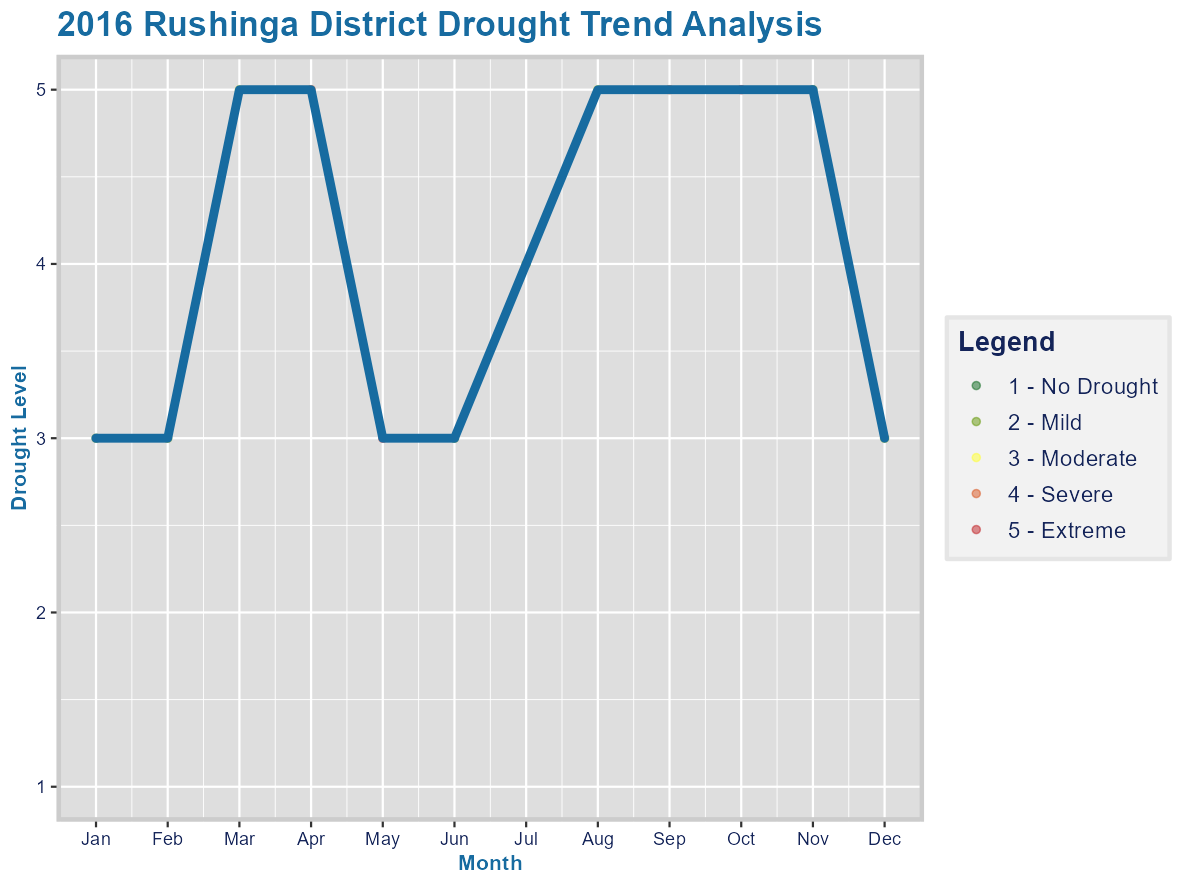 2016 Rushinga District Drought Trend Analysis
5
4
3
2
1
Drought Level
Jan Feb Mar Apr May Jun Jul Aug Sep Oct Nov Dec
Month
Legend
1 - No Drought
2 - Mild
3 - Moderate
4 - Severe
5 - Extreme